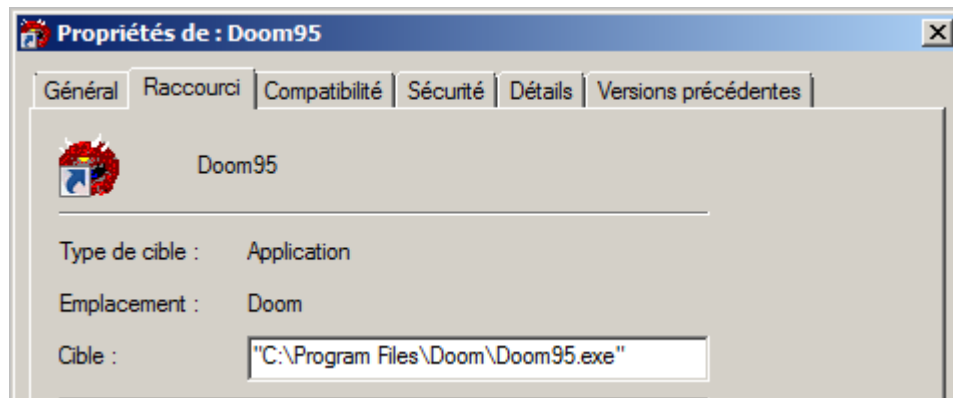 Propriétés de : Doom95
Général Raccourci Compatibilité Sécurité Détails Versions précédentes
Doom95
Type de cible : Application
Emplacement : Doom
Cible : "C:\Program Files\Doom\Doom95.exe"